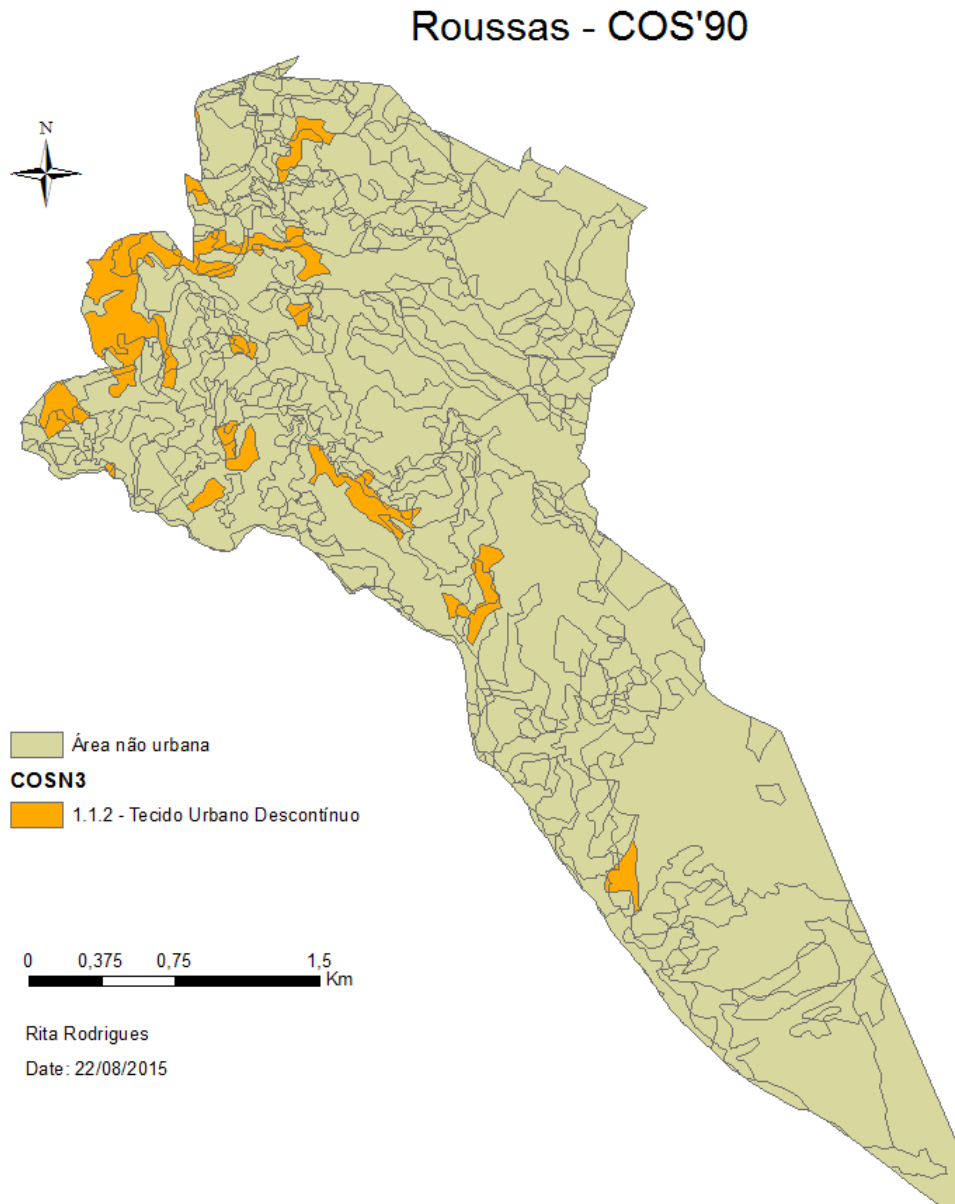 Roussas - COS'90
N
Área não urbana
COSN3
1.1.2 - Tecido Urbano Descontínuo
0 0,375 0,75 1,5
Km
Rita Rodrigues
Date: 22/08/2015